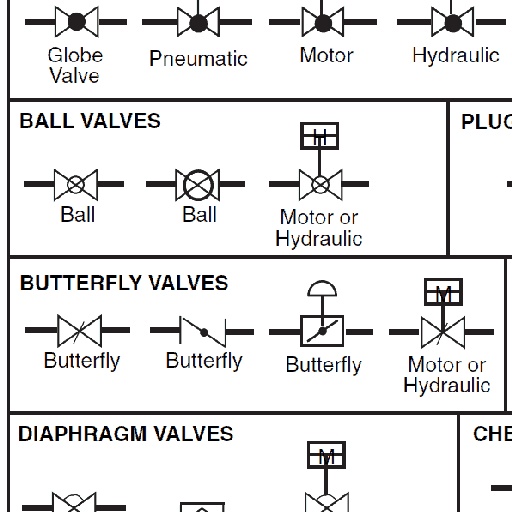 Globe
Valve
Pneumatic
Motor
Hydraulic
BALL VALVES
PLUG
H
Ball
Ball
Motor or
Hydraulic
BUTTERFLY VALVES
M
Butterfly
Butterfly
Butterfly
Motor or
Hydraulic
DIAPHRAGM VALVES
CHE
M